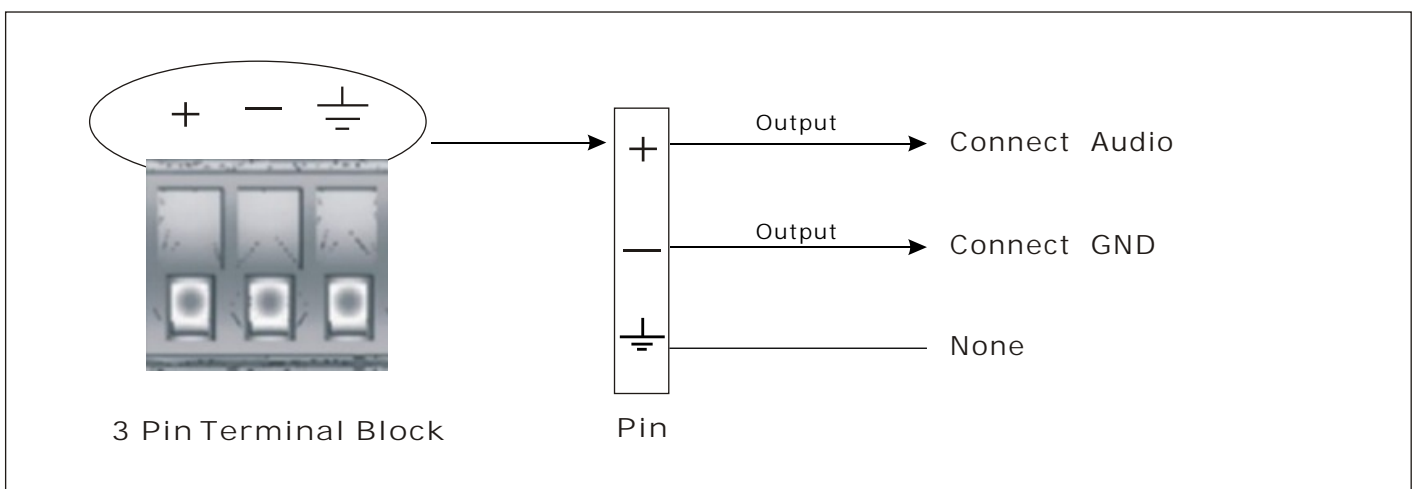 + —
+ Output Connect Audio
— Output Connect GND
None
3 Pin Terminal Block
Pin